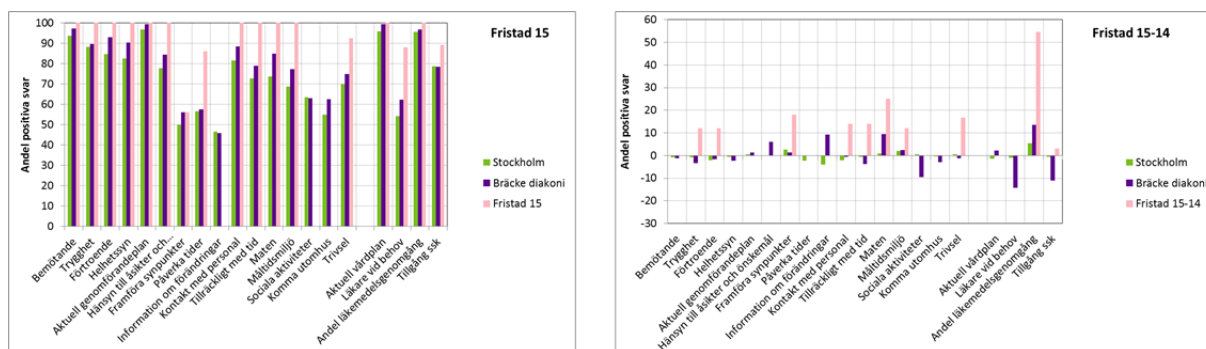 Fristad 15
Andel positiva svar
100
90
80
70
60
50
40
30
20
10
0
Bemötande
Trygghet
Förtroende
Helhetssyn
Aktuell genomförandeplan
Hänsyn till åsikter och...
Framföra synpunkter
Påverka tider
Information om förändringar
Kontakt med personal
Tillräckligt med tid
Maten
Måltidsmiljö
Sociala aktiviteter
Komma utomhus
Trivsel
Aktuell vårdplan
Läkare vid behov
Andel läkemedelsgenomgång
Tillgång ssk
Stockholm
Bräcke diakoni
Fristad 15
Fristad 15-14
Andel positiva svar
60
50
40
30
20
10
0
-10
-20
-30
Bemötande
Trygghet
Förtroende
Helhetssyn
Aktuell genomförandeplan
Hänsyn till åsikter och önskemål
Framföra synpunkter
Påverka tider
Information om förändringar
Kontakt med personal
Tillräckligt med tid
Maten
Måltidsmiljö
Sociala aktiviteter
Komma utomhus
Trivsel
Aktuell vårdplan
Läkare vid behov
Andel läkemedelsgenomgång
Tillgång ssk
Stockholm
Bräcke diakoni
Fristad 15-14